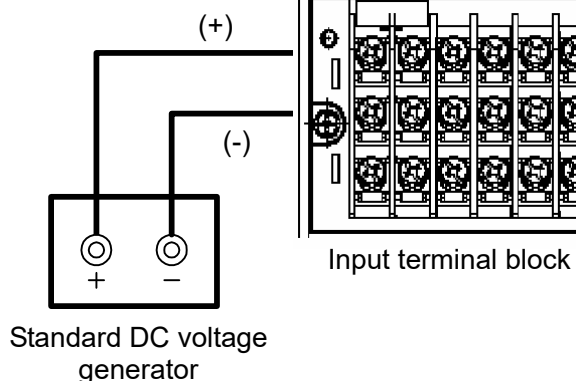 (+)
(-)
+ −
Input terminal block
Standard DC voltage
generator